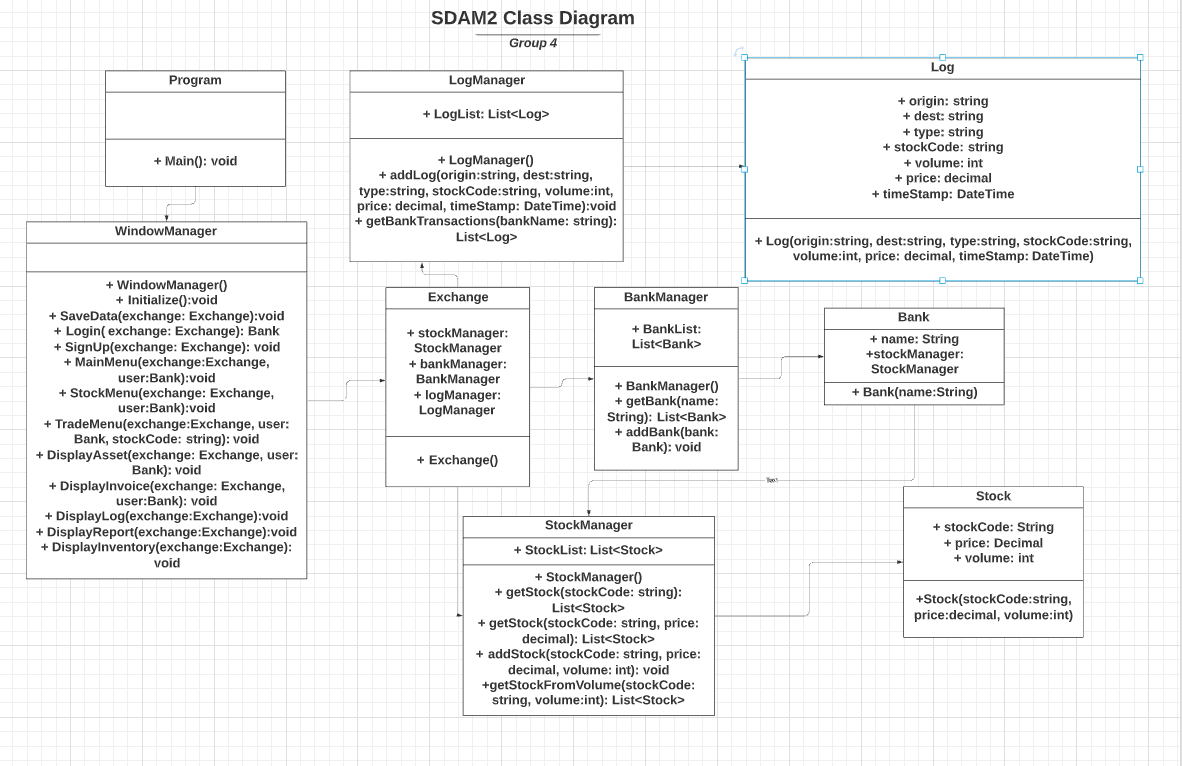 SDAM2 Class Diagram
Group 4
Program
+ Main(): void
LogManager
+ LogList: List<Log>
+ LogManager()
+ addLog(origin:string, dest:string,
type:string, stockCode:string, volume:int,
price: decimal, timeStamp: DateTime):void
+ getBankTransactions(bankName: string):
List<Log>
Log
+ origin: string
+ dest: string
+ type: string
+ stockCode: string
+ volume: int
+ price: decimal
+ timeStamp: DateTime
+ Log(origin:string, dest:string, type:string, stockCode:string,
volume:int, price: decimal, timeStamp: DateTime)
WindowManager
+ WindowManager()
+ Initialize():void
+ SaveData(exchange: Exchange):void
+ Login( exchange: Exchange): Bank
+ SignUp(exchange: Exchange): void
+ MainMenu(exchange:Exchange,
user:Bank):void
+ StockMenu(exchange: Exchange,
user:Bank):void
+ TradeMenu(exchange:Exchange, user:
Bank, stockCode: string): void
+ DisplayAsset(exchange: Exchange, user:
Bank): void
+ DisplayInvoice(exchange: Exchange,
user:Bank): void
+ DisplayLog(exchange:Exchange):void
+ DisplayReport(exchange:Exchange):void
+ DisplayInventory(exchange:Exchange):
void
Exchange
+ stockManager:
StockManager
+ bankManager:
BankManager
+ logManager:
LogManager
+ Exchange()
BankManager
+ BankList:
List<Bank>
+ BankManager()
+ getBank(name:
String): List<Bank>
+ addBank(bank:
Bank): void
Bank
+ name: String
+stockManager:
StockManager
+ Bank(name:String)
Text
StockManager
+ StockList: List<Stock>
+ StockManager()
+ getStock(stockCode: string):
List<Stock>
+ getStock(stockCode: string, price:
decimal): List<Stock>
+ addStock(stockCode: string, price:
decimal, volume: int): void
+getStockFromVolume(stockCode:
string, volume:int): List<Stock>
Stock
+ stockCode: String
+ price: Decimal
+ volume: int
+Stock(stockCode:string,
price:decimal, volume:int)